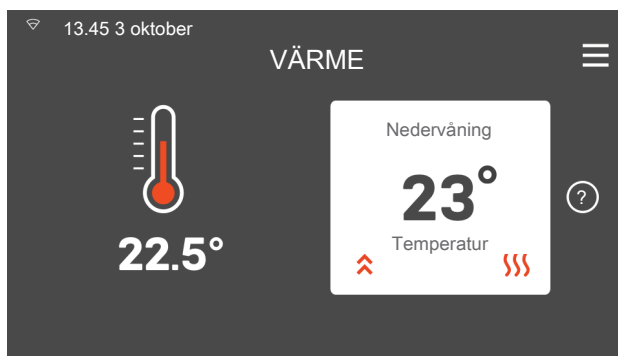 13.45 3 oktober
VÄRME
Nedervåning
23°
Temperatur
22.5°
?